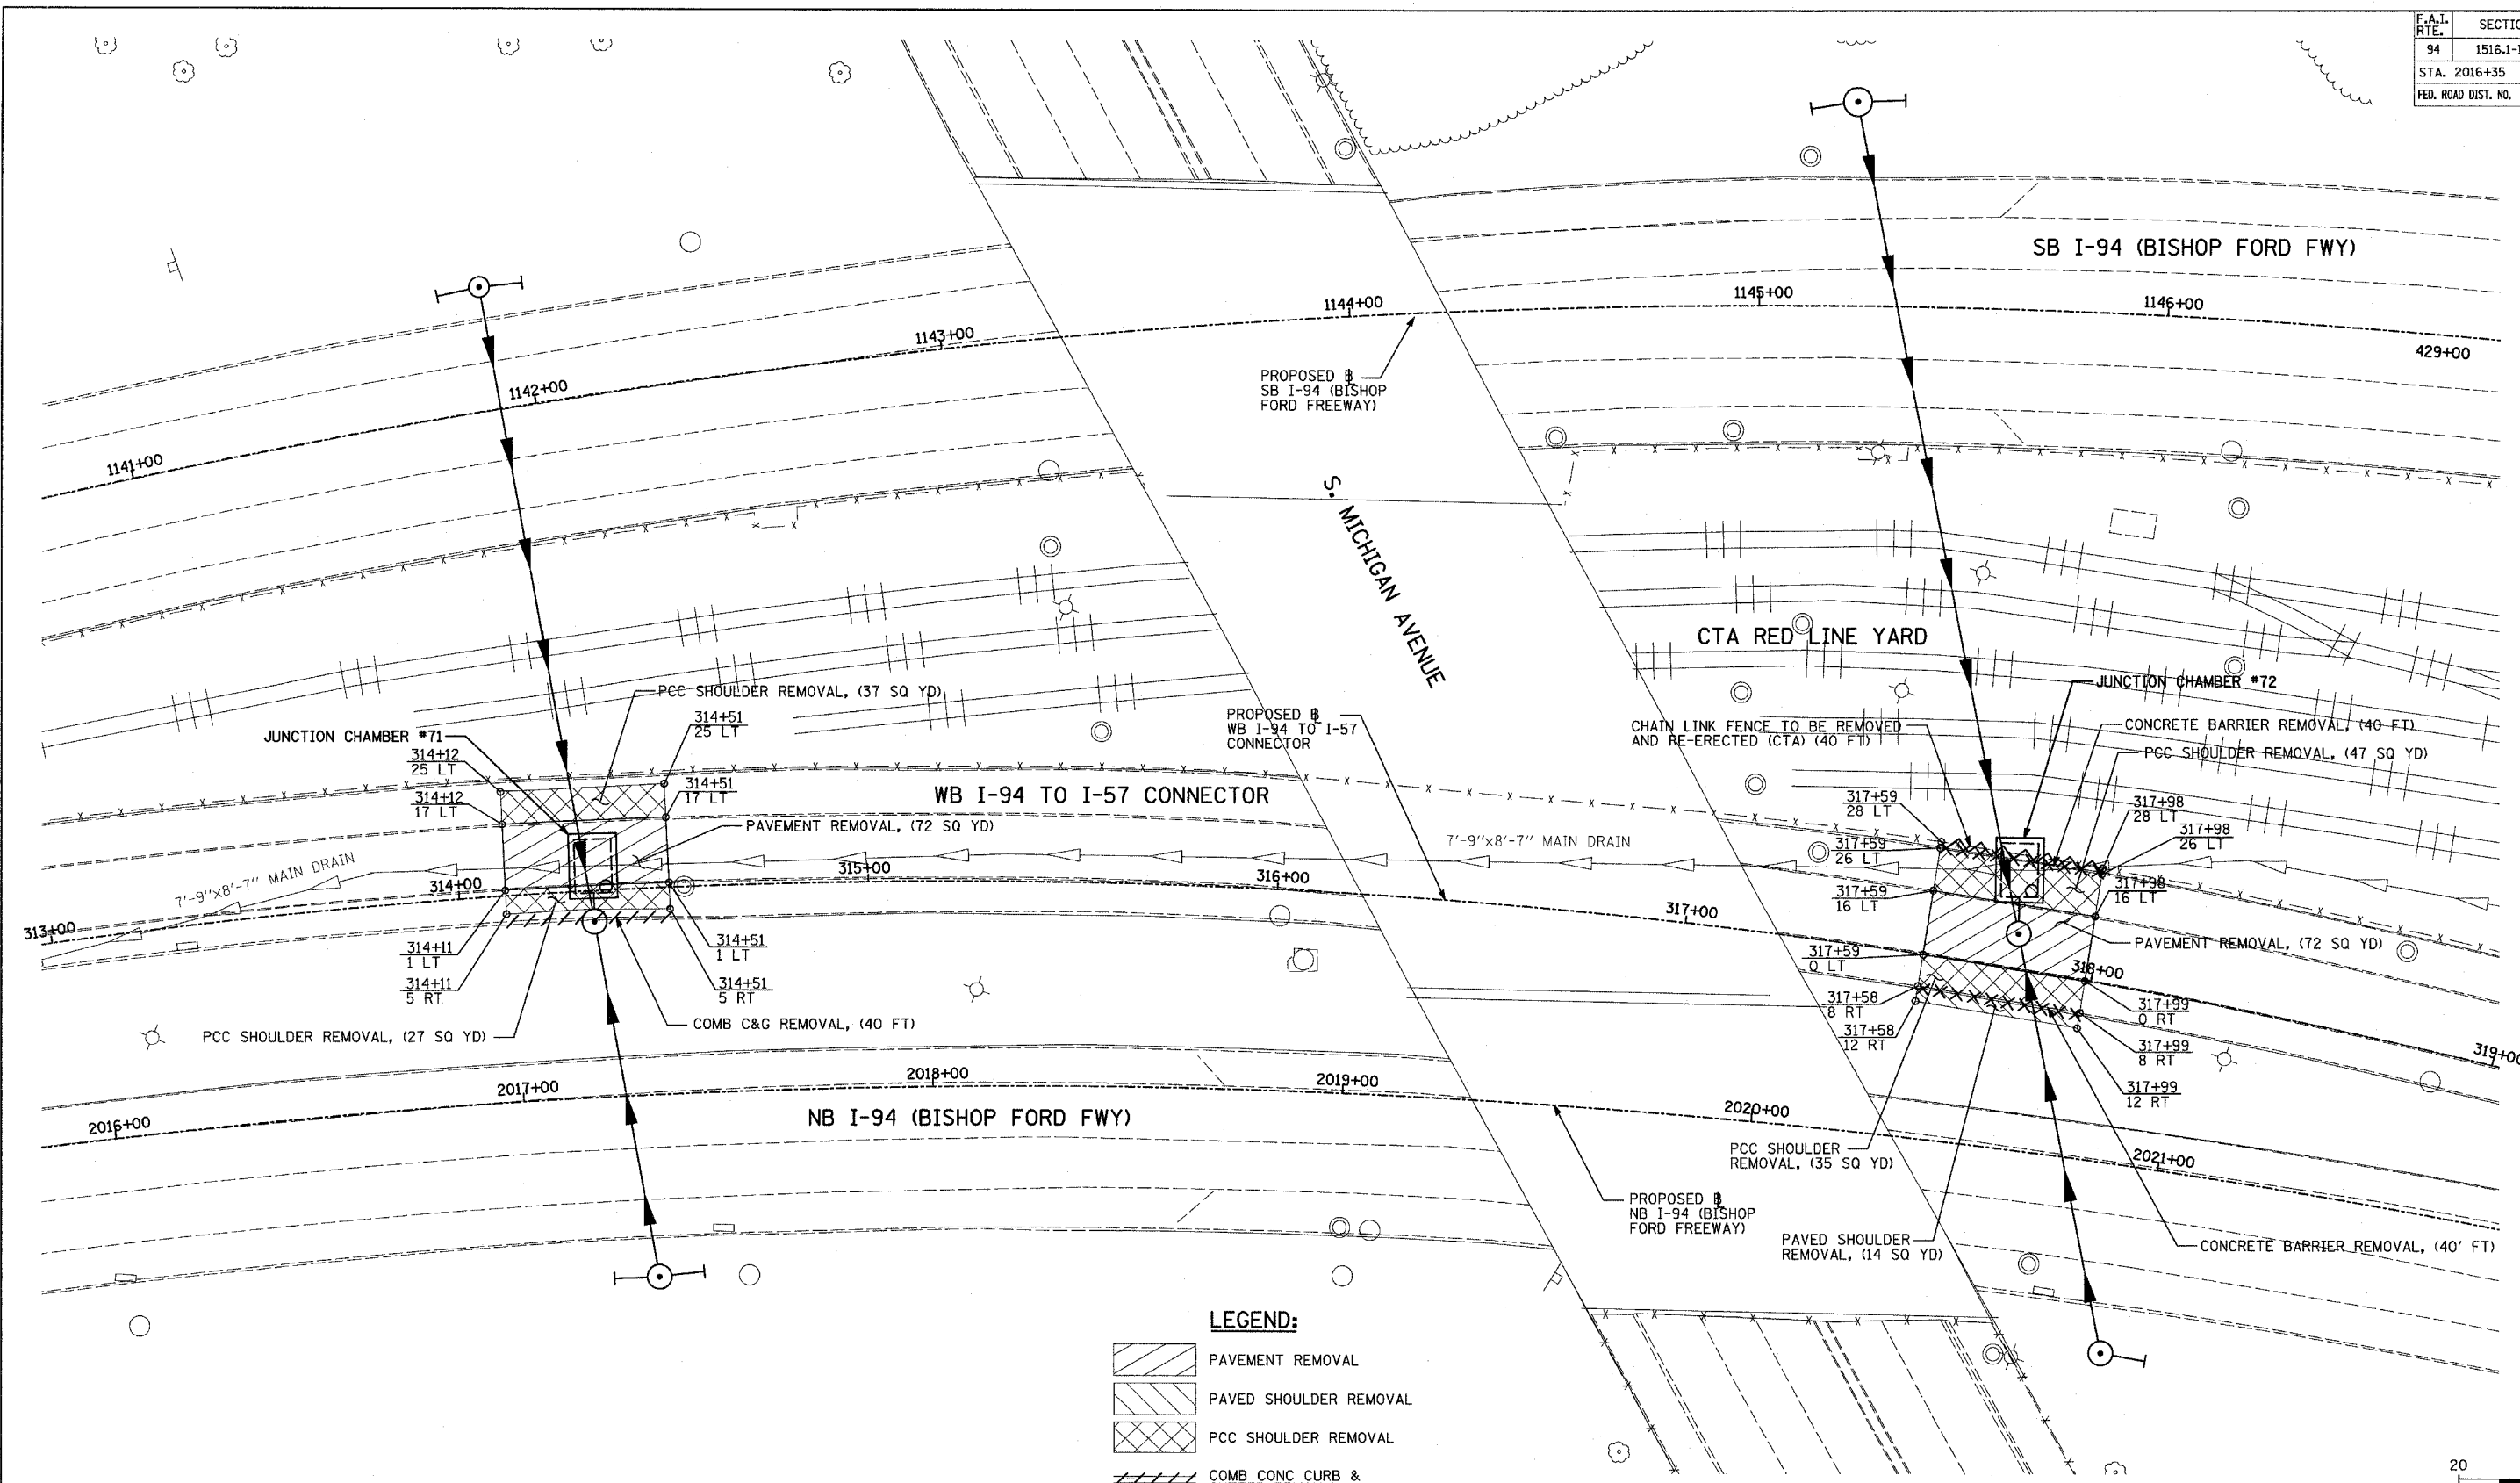 F.A.I.
RTE.
94
1516.1-
STA. 2016+35
FED. ROAD DIST. NO.
SB I-94 (BISHOP FORD FWY)
1141+00
1142+00
1143+00
1144+00
1145+00
1146+00
429+00
PROPOSED ꓐ
SB I-94 (BISHOP
FORD FREEWAY)
S. MICHIGAN AVENUE
CTA RED LINE YARD
JUNCTION CHAMBER #72
PCC SHOULDER REMOVAL, (37 SQ YD)
314+51
25 LT
JUNCTION CHAMBER #71
314+12
25 LT
314+12
17 LT
314+51
17 LT
PROPOSED ꓐ
WB I-94 TO I-57
CONNECTOR
CHAIN LINK FENCE TO BE REMOVED
AND RE-ERECTED (CTA) (40 FT)
CONCRETE BARRIER REMOVAL, (40 FT)
PCC SHOULDER REMOVAL, (47 SQ YD)
WB I-94 TO I-57 CONNECTOR
PAVEMENT REMOVAL, (72 SQ YD)
7'-9"x8'-7" MAIN DRAIN
7'-9"x8'-7" MAIN DRAIN
317+59
28 LT
317+59
26 LT
317+59
16 LT
317+98
28 LT
317+98
26 LT
317+98
16 LT
313+00
314+00
315+00
316+00
317+00
318+00
319+00
314+11
1 LT
314+11
5 RT
314+51
1 LT
314+51
5 RT
PAVEMENT REMOVAL, (72 SQ YD)
317+59
0 LT
317+58
8 RT
317+58
12 RT
317+99
0 RT
317+99
8 RT
317+99
12 RT
PCC SHOULDER REMOVAL, (27 SQ YD)
COMB C&G REMOVAL, (40 FT)
2016+00
2017+00
2018+00
2019+00
2020+00
2021+00
NB I-94 (BISHOP FORD FWY)
PCC SHOULDER
REMOVAL, (35 SQ YD)
PROPOSED ꓐ
NB I-94 (BISHOP
FORD FREEWAY)
PAVED SHOULDER
REMOVAL, (14 SQ YD)
CONCRETE BARRIER REMOVAL, (40' FT)
LEGEND:
PAVEMENT REMOVAL
PAVED SHOULDER REMOVAL
PCC SHOULDER REMOVAL
COMB CONC CURB &
20